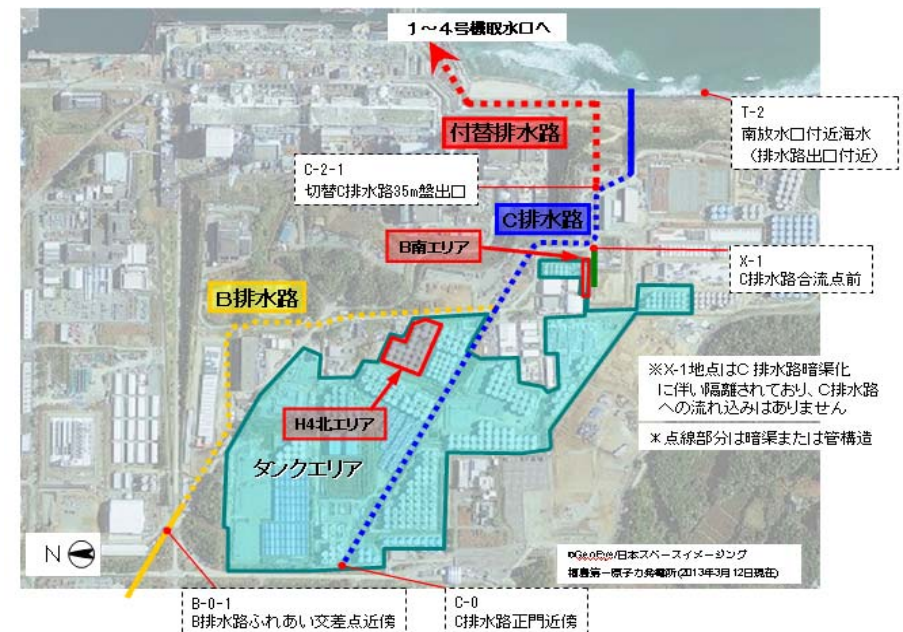 1～4号機取水口へ
T-2
南放水口付近海水
(排水路出口付近)
付替排水路
C-2-1
切替C排水路35m盤出口
C排水路
B南エリア
X-1
C排水路合流点前
B排水路
※X-1地点はC 排水路暗渠化
に伴い隔離されており、C排水路
への流れ込みはありません
＊点線部分は暗渠または管構造
H4北エリア
タンクエリア
N
©GeoEye/日本スペースイメージング
福島第一原子力発電所(2013年3月12日現在)
B-0-1
B排水路ふれあい交差点近傍
C-0
C排水路正門近傍